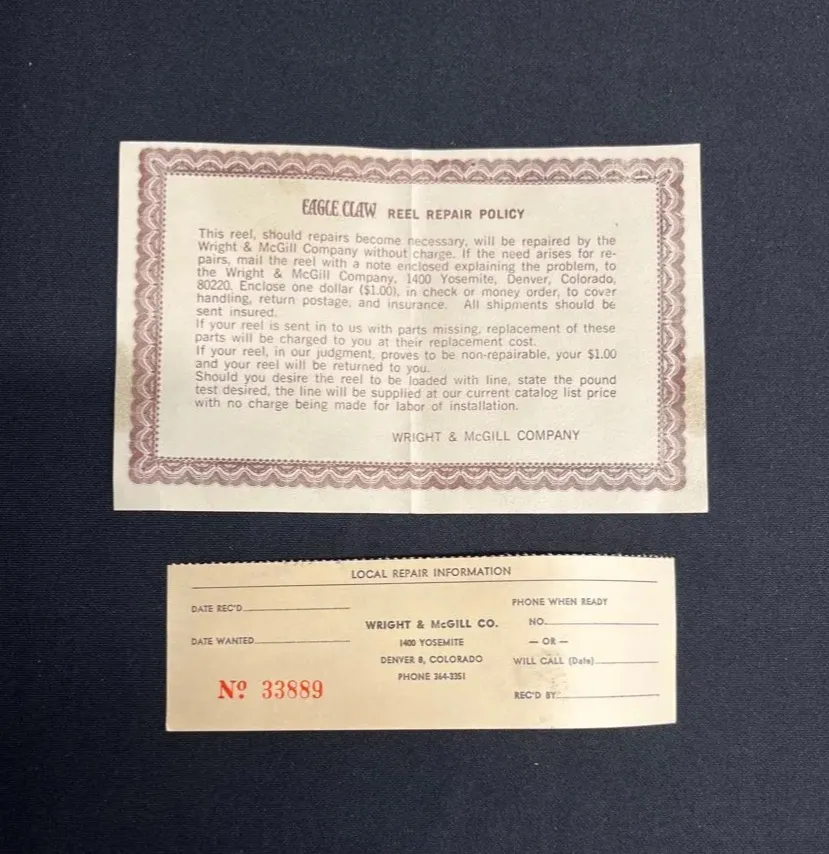 EAGLE CLAW REEL REPAIR POLICY
This reel, should repairs become necessary, will be repaired by the
Wright & McGill Company without charge. If the need arises for re-
pairs, mail the reel with a note enclosed explaining the problem, to
the Wright & McGill Company, 1400 Yosemite, Denver, Colorado,
80220. Enclose one dollar ($1.00), in check or money order, to cover
handling, return postage, and insurance. All shipments should be
sent insured.
If your reel is sent in to us with parts missing, replacement of these
parts will be charged to you at their replacement cost.
If your reel, in our judgment, proves to be non-repairable, your $1.00
and your reel will be returned to you.
Should you desire the reel to be loaded with line, state the pound
test desired, the line will be supplied at our current catalog list price
with no charge being made for labor of installation.
WRIGHT & McGILL COMPANY
LOCAL REPAIR INFORMATION
DATE REC'D
DATE WANTED
Nº 33889
WRIGHT & McGILL CO.
1400 YOSEMITE
DENVER 8, COLORADO
PHONE 364-3351
PHONE WHEN READY
NO.
— OR —
WILL CALL (Date)
REC'D BY: